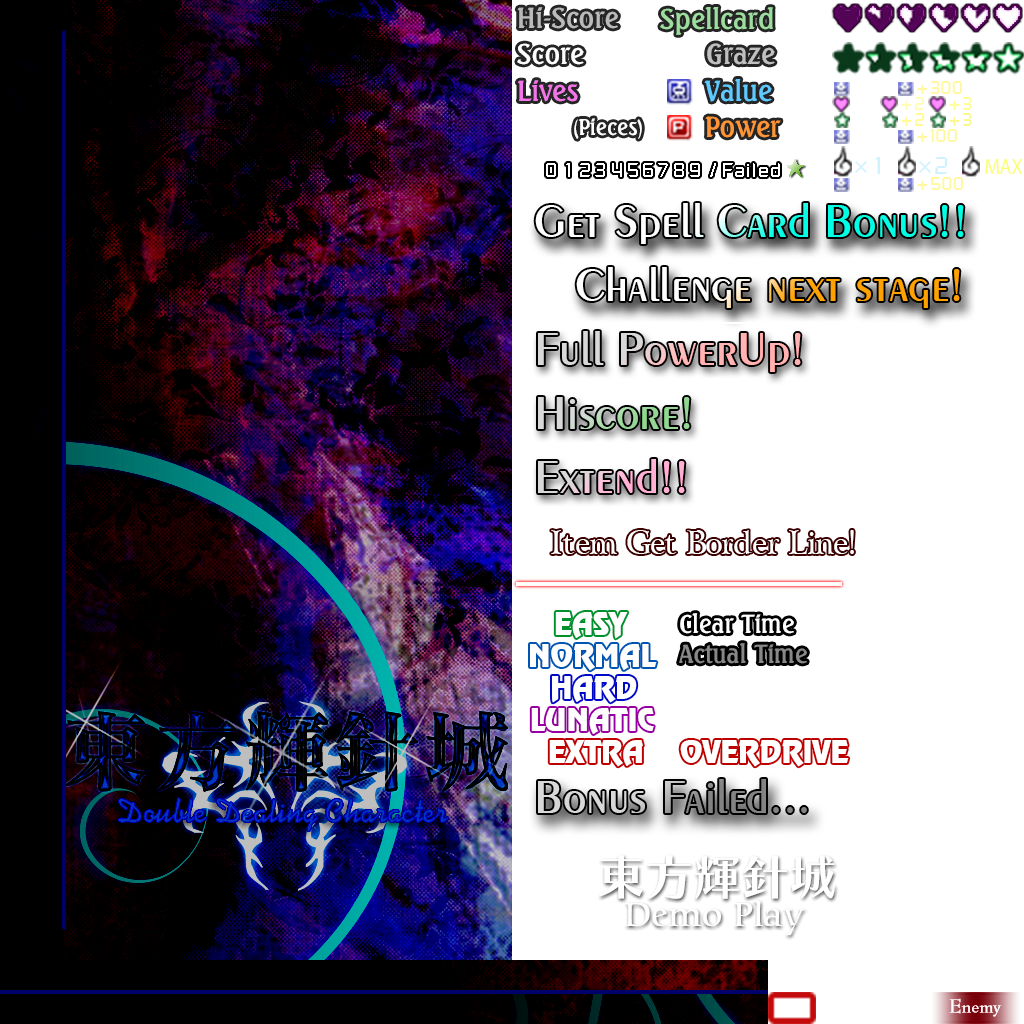 Hi-Score Spellcard
Score Graze
Lives Value
(Pieces) P Power
0123456789/Failed
+300
+2 +3
+2 +3
+100
×1 ×2 MAX
+500
Get Spell Card Bonus!!
Challenge next stage!
Full PowerUp!
Hiscore!
Extend!!
Item Get Border Line!
EASY Clear Time
NORMAL Actual Time
HARD
LUNATIC
EXTRA OVERDRIVE
Bonus Failed...
東方輝針城
Double Dealing Character
東方輝針城
Demo Play
Enemy